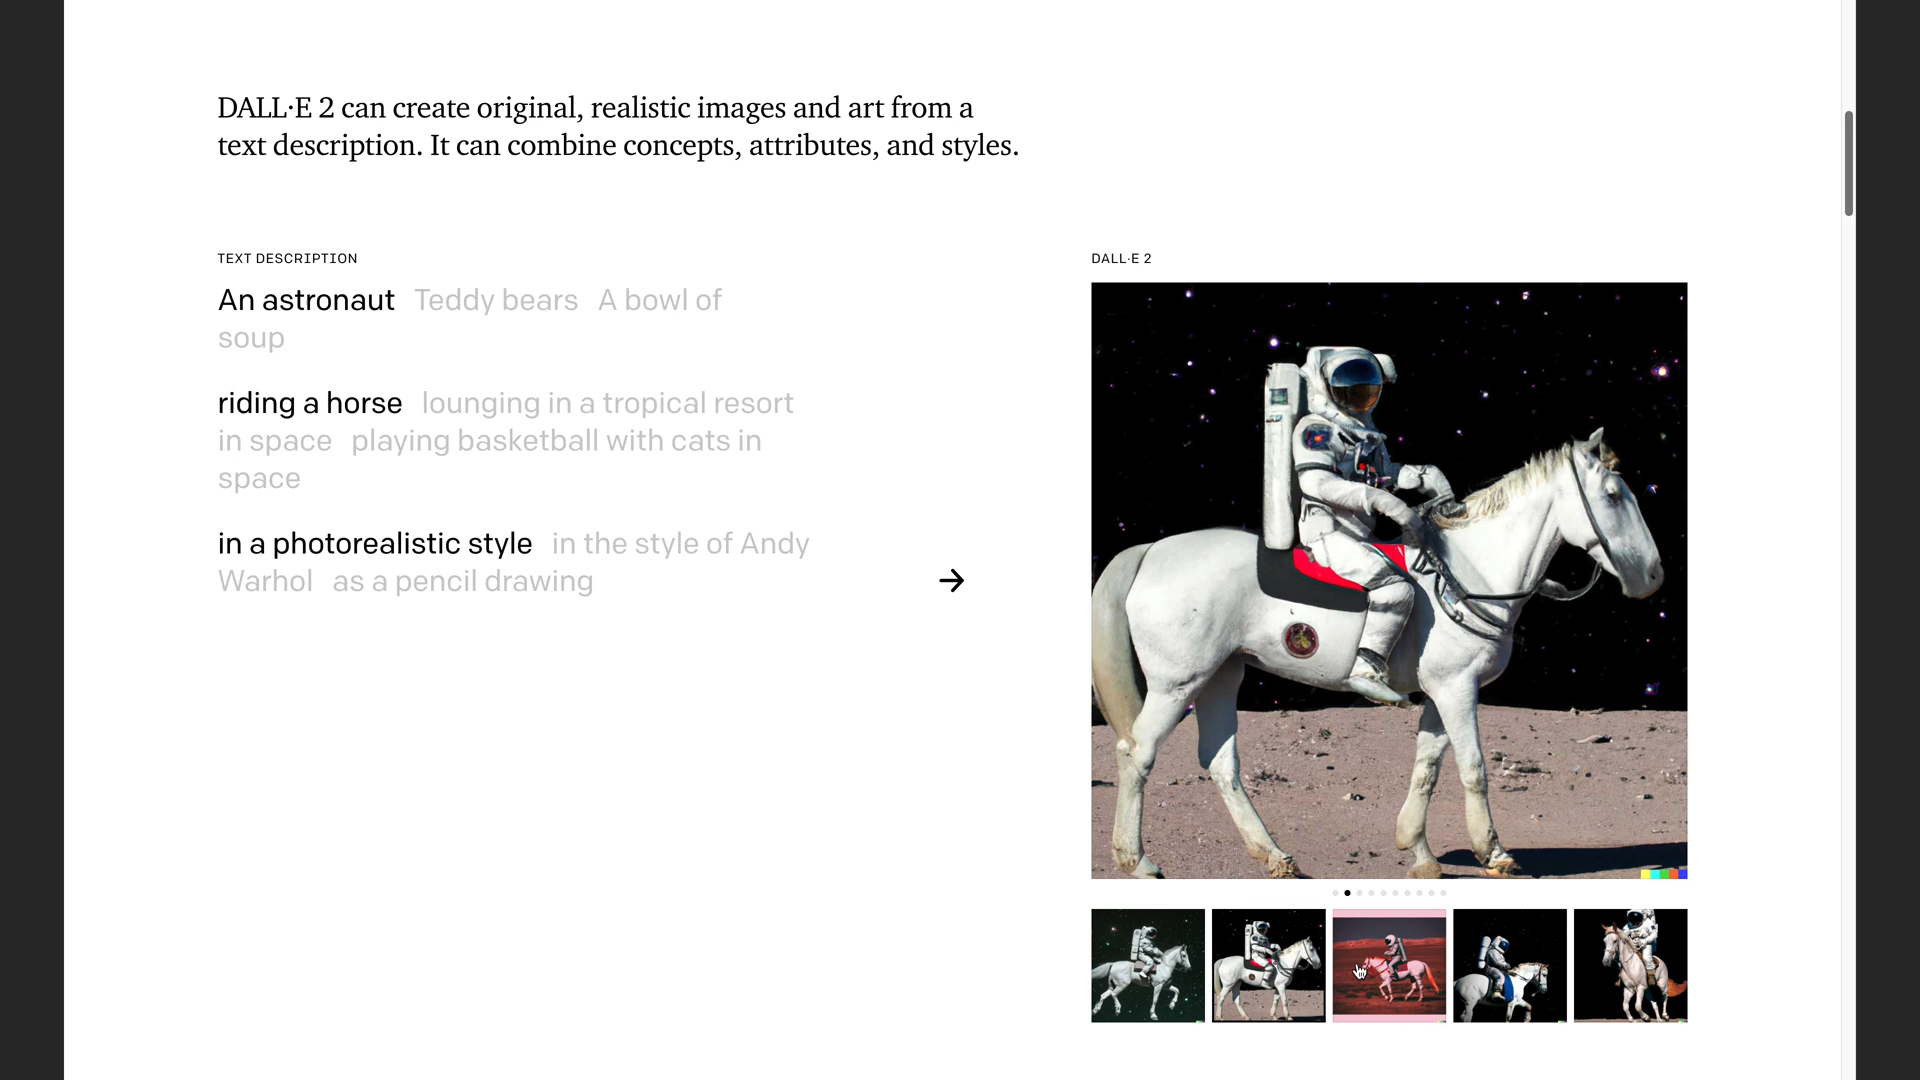 DALL·E 2 can create original, realistic images and art from a
text description. It can combine concepts, attributes, and styles.
TEXT DESCRIPTION
An astronaut Teddy bears A bowl of
soup
riding a horse lounging in a tropical resort
in space playing basketball with cats in
space
in a photorealistic style in the style of Andy
Warhol as a pencil drawing
DALL·E 2